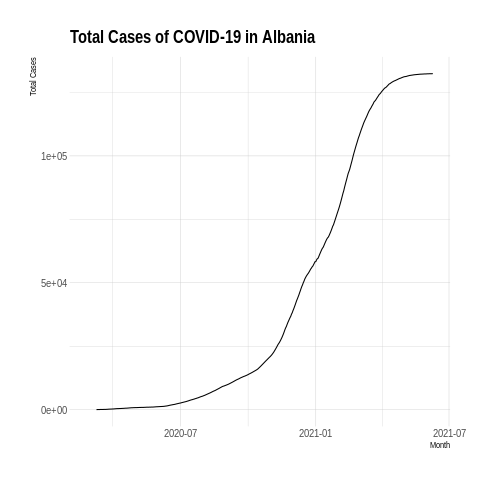 Total Cases of COVID-19 in Albania
Total Cases
1e+05
5e+04
0e+00
2020-07 2021-01 2021-07
Month